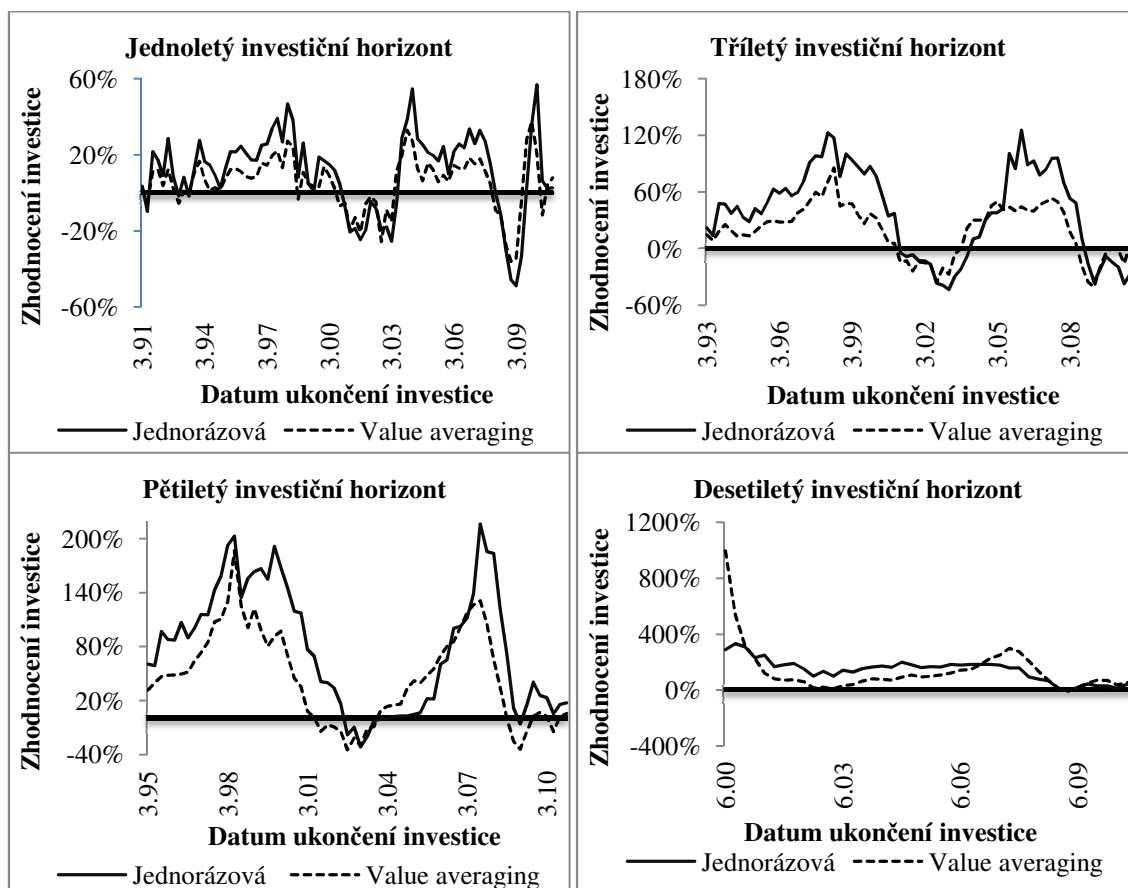 Jednoletý investiční horizont
Zhodnocení investice
60%
20%
-20%
-60%
3.91
3.94
3.97
3.00
3.03
3.06
3.09
Datum ukončení investice
Jednorázová
Value averaging
Tříletý investiční horizont
Zhodnocení investice
180%
120%
60%
0%
-60%
3.93
3.96
3.99
3.02
3.05
3.08
Datum ukončení investice
Jednorázová
Value averaging
Pětiletý investiční horizont
Zhodnocení investice
200%
140%
80%
20%
-40%
3.95
3.98
3.01
3.04
3.07
3.10
Datum ukončení investice
Jednorázová
Value averaging
Desetiletý investiční horizont
Zhodnocení investice
1200%
800%
400%
0%
-400%
6.00
6.03
6.06
6.09
Datum ukončení investice
Jednorázová
Value averaging